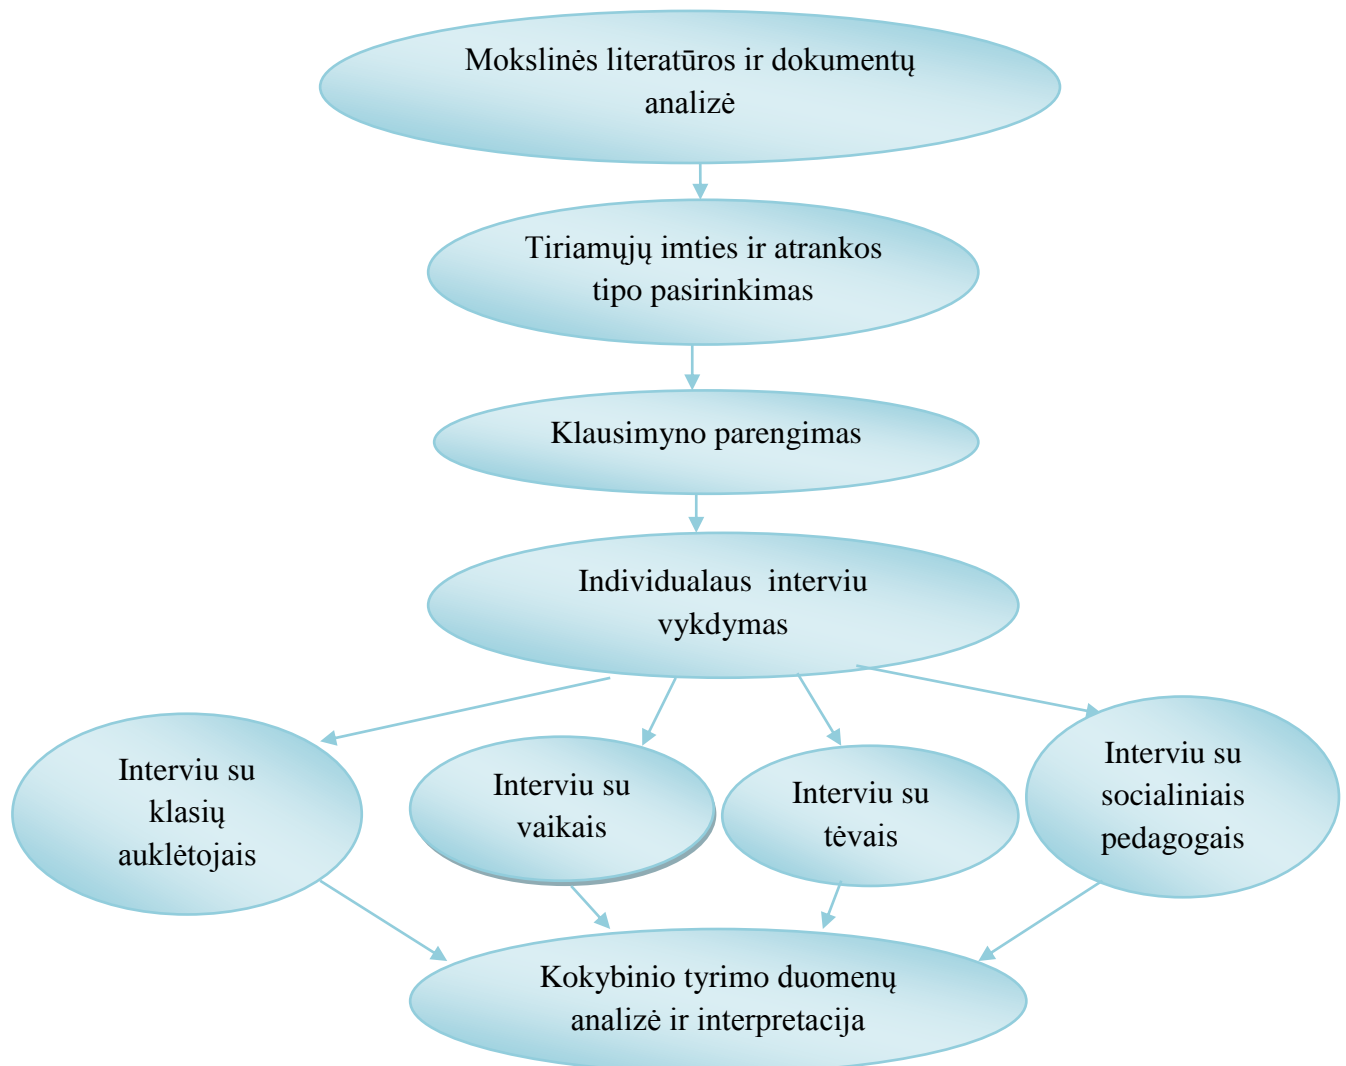 Mokslinės literatūros ir dokumentų
analizė
Tiriamųjų imties ir atrankos
tipo pasirinkimas
Klausimyno parengimas
Individualaus interviu
vykdymas
Interviu su
klasių
auklėtojais
Interviu su
vaikais
Interviu su
tėvais
Interviu su
socialiniais
pedagogais
Kokybinio tyrimo duomenų
analizė ir interpretacija